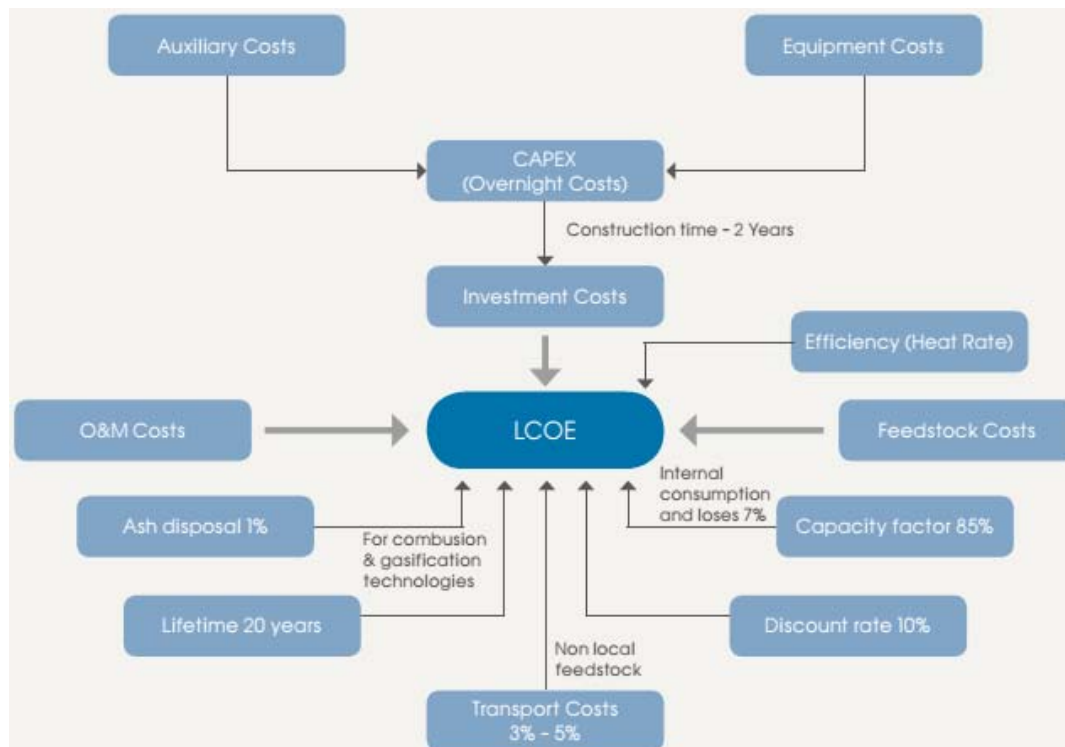 Auxiliary Costs
Equipment Costs
CAPEX
(Overnight Costs)
Construction time - 2 Years
Investment Costs
Efficiency (Heat Rate)
O&M Costs
LCOE
Feedstock Costs
Internal
consumption
and loses 7%
Ash disposal 1%
For combusion
& gasification
technologies
Capacity factor 85%
Lifetime 20 years
Discount rate 10%
Non local
feedstock
Transport Costs
3% - 5%